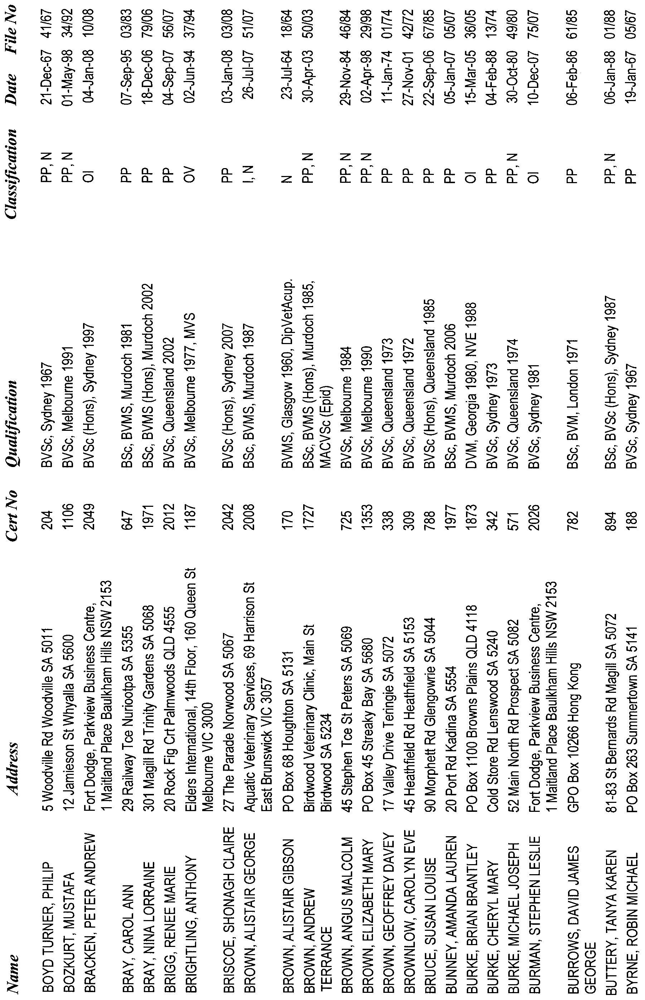 Name Address Cert No Qualification Classification Date File No
BOYD TURNER, PHILIP 5 Woodville Rd Woodville SA 5011 204 BVSc, Sydney 1967 PP, N 21-Dec-67 41/67
BOZKURT, MUSTAFA 12 Jamieson St Whyalla SA 5600 1106 BVSc, Melbourne 1991 PP, N 01-May-98 34/92
BRACKEN, PETER ANDREW Fort Dodge, Parkview Business Centre, 2049 BVSc (Hons), Sydney 1997 OI 04-Jan-08 10/08
1 Maitland Place Baulkham Hills NSW 2153
BRAY, CAROL ANN 29 Railway Tce Nuriootpa SA 5355 647 BSc, BVMS, Murdoch 1981 PP 07-Sep-95 03/83
BRAY, NINA LORRAINE 301 Magill Rd Trinity Gardens SA 5068 1971 BSc, BVMS (Hons), Murdoch 2002 PP 18-Dec-06 79/06
BRIGG, RENEE MARIE 20 Rock Fig Crt Palmwoods QLD 4555 2012 BVSc, Queensland 2002 PP 04-Sep-07 56/07
BRIGHTLING, ANTHONY Elders International, 14th Floor, 160 Queen St 1187 BVSc, Melbourne 1977, MVS OV 02-Jun-94 37/94
Melbourne VIC 3000
BRISCOE, SHONAGH CLAIRE 27 The Parade Norwood SA 5067 2042 BVSc (Hons), Sydney 2007 PP 03-Jan-08 03/08
BROWN, ALISTAIR GEORGE Aquatic Veterinary Services, 69 Harrison St 2008 BSc, BVMS, Murdoch 1987 I, N 26-Jul-07 51/07
East Brunswick VIC 3057
BROWN, ALISTAIR GIBSON PO Box 68 Houghton SA 5131 170 BVMS, Glasgow 1960, DipVetAcup. N 23-Jul-64 18/64
BROWN, ANDREW Birdwood Veterinary Clinic, Main St 1727 BSc, BVMS (Hons), Murdoch 1985, PP, N 30-Apr-03 50/03
TERRANCE Birdwood SA 5234 MACVSc (Epid)
BROWN, ANGUS MALCOLM 45 Stephen Tce St Peters SA 5069 725 BVSc, Melbourne 1984 PP, N 29-Nov-84 46/84
BROWN, ELIZABETH MARY PO Box 45 Streaky Bay SA 5680 1353 BVSc, Melbourne 1990 PP, N 02-Apr-98 29/98
BROWN, GEOFFREY DAVEY 17 Valley Drive Teringie SA 5072 338 BVSc, Queensland 1973 PP 11-Jan-74 01/74
BROWNLOW, CAROLYN EVE 45 Heathfield Rd Heathfield SA 5153 309 BVSc, Queensland 1972 PP 27-Nov-01 42/72
BRUCE, SUSAN LOUISE 90 Morphett Rd Glengowrie SA 5044 788 BVSc (Hons), Queensland 1985 PP 22-Sep-06 67/85
BUNNEY, AMANDA LAUREN 20 Port Rd Kadina SA 5554 1977 BSc, BVMS, Murdoch 2006 PP 05-Jan-07 05/07
BURKE, BRIAN BRANTLEY PO Box 1100 Browns Plains QLD 4118 1873 DVM, Georgia 1980, NVE 1988 OI 15-Mar-05 36/05
BURKE, CHERYL MARY Cold Store Rd Lenswood SA 5240 342 BVSc, Sydney 1973 PP 04-Feb-88 13/74
BURKE, MICHAEL JOSEPH 52 Main North Rd Prospect SA 5082 571 BVSc, Queensland 1974 PP, N 30-Oct-80 49/80
BURMAN, STEPHEN LESLIE Fort Dodge, Parkview Business Centre, 2026 BVSc, Sydney 1981 OI 10-Dec-07 75/07
1 Maitland Place Baulkham Hills NSW 2153
BURROWS, DAVID JAMES GPO Box 10266 Hong Kong 782 BSc, BVM, London 1971 PP 06-Feb-86 61/85
GEORGE
BUTTERY, TANYA KAREN 81-83 St Bernards Rd Magill SA 5072 894 BSc, BVSc (Hons), Sydney 1987 PP, N 06-Jan-88 01/88
BYRNE, ROBIN MICHAEL PO Box 263 Summertown SA 5141 188 BVSc, Sydney 1967 PP 19-Jan-67 05/67